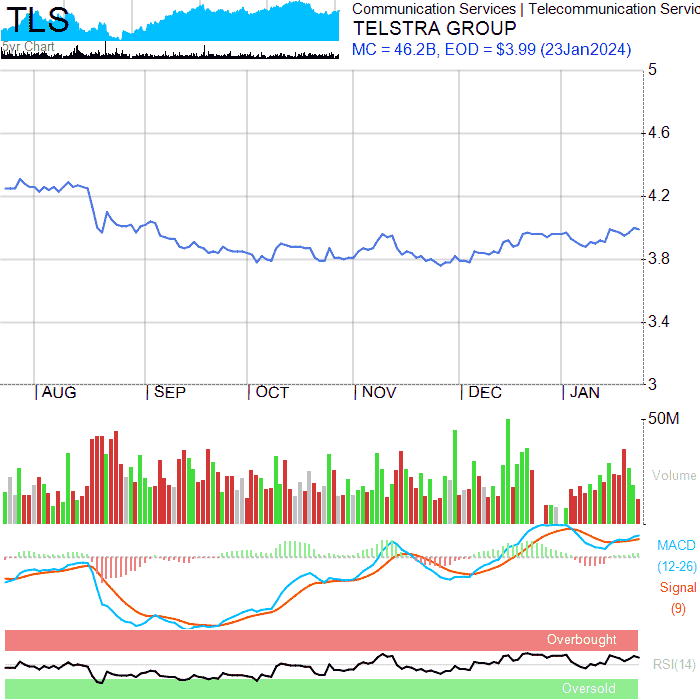 TLS
5yr Chart
Communication Services | Telecommunication Servic
TELSTRA GROUP
MC = 46.2B, EOD = $3.99 (23Jan2024)
5
4.6
4.2
3.8
3.4
3
|AUG |SEP |OCT |NOV |DEC |JAN
50M
Volume
MACD
(12-26)
Signal
(9)
Overbought
RSI(14)
Oversold